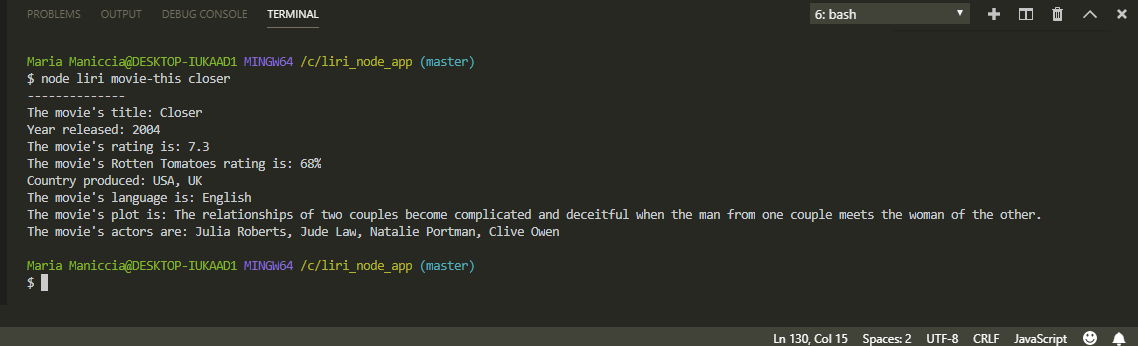 PROBLEMS OUTPUT DEBUG CONSOLE TERMINAL 6: bash
Maria Maniccia@DESKTOP-IUKAAD1 MINGW64 /c/liri_node_app (master)
$ node liri movie-this closer
--------------
The movie's title: Closer
Year released: 2004
The movie's rating is: 7.3
The movie's Rotten Tomatoes rating is: 68%
Country produced: USA, UK
The movie's language is: English
The movie's plot is: The relationships of two couples become complicated and deceitful when the man from one couple meets the woman of the other.
The movie's actors are: Julia Roberts, Jude Law, Natalie Portman, Clive Owen
Maria Maniccia@DESKTOP-IUKAAD1 MINGW64 /c/liri_node_app (master)
$
Ln 130, Col 15 Spaces: 2 UTF-8 CRLF JavaScript